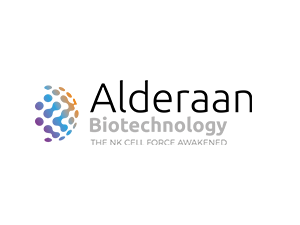 Alderaan
Biotechnology
THE NK CELL FORCE AWAKENED